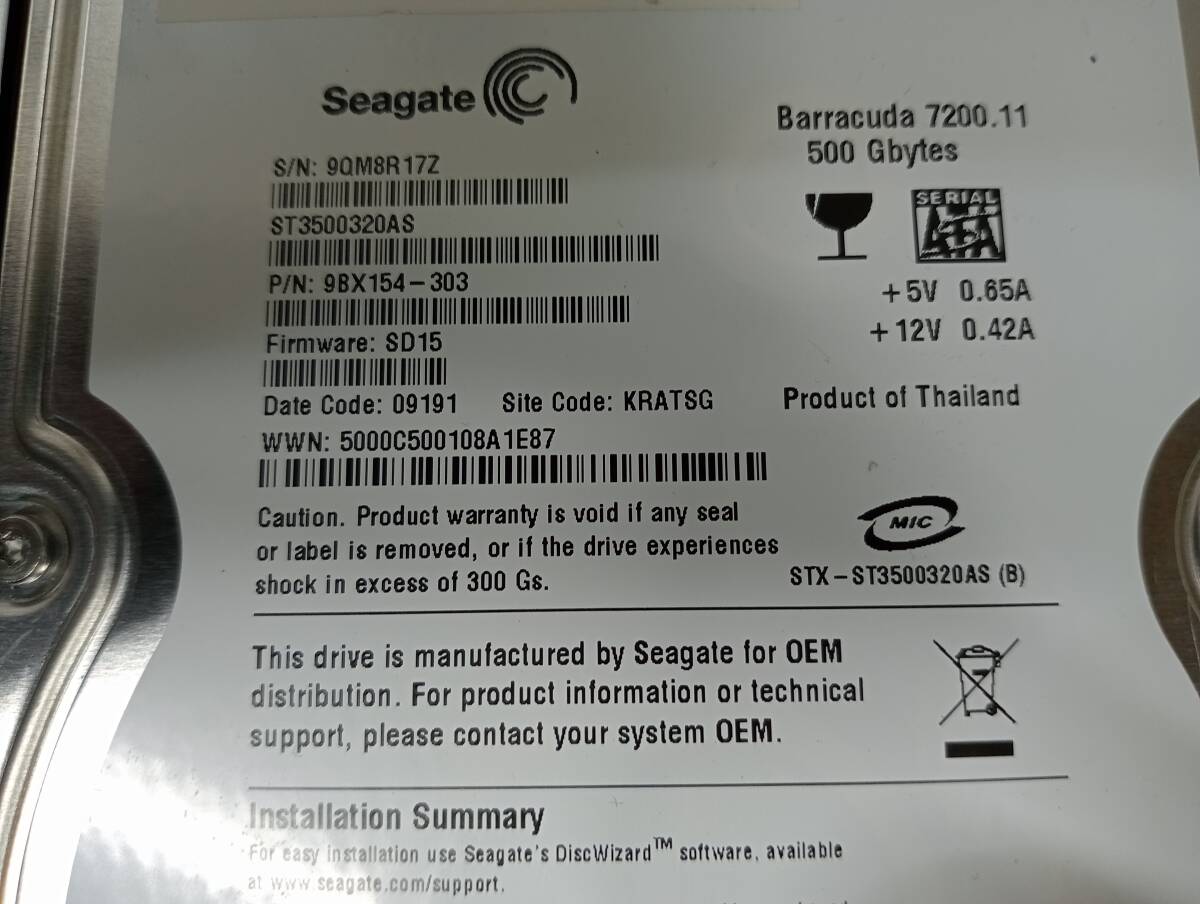 Seagate
Barracuda 7200.11
500 Gbytes
S/N: 9QM8R17Z
ST3500320AS
P/N: 9BX154-303
Firmware: SD15
Date Code: 09191 Site Code: KRATSG
WWN: 5000C500108A1E87
SERIAL
ATA
+5V 0.65A
+12V 0.42A
Product of Thailand
Caution. Product warranty is void if any seal
or label is removed, or if the drive experiences
shock in excess of 300 Gs.
MIC
STX-ST3500320AS (B)
This drive is manufactured by Seagate for OEM
distribution. For product information or technical
support, please contact your system OEM.
Installation Summary
For easy installation use Seagate's DiscWizard™ software, available
at www.seagate.com/support.